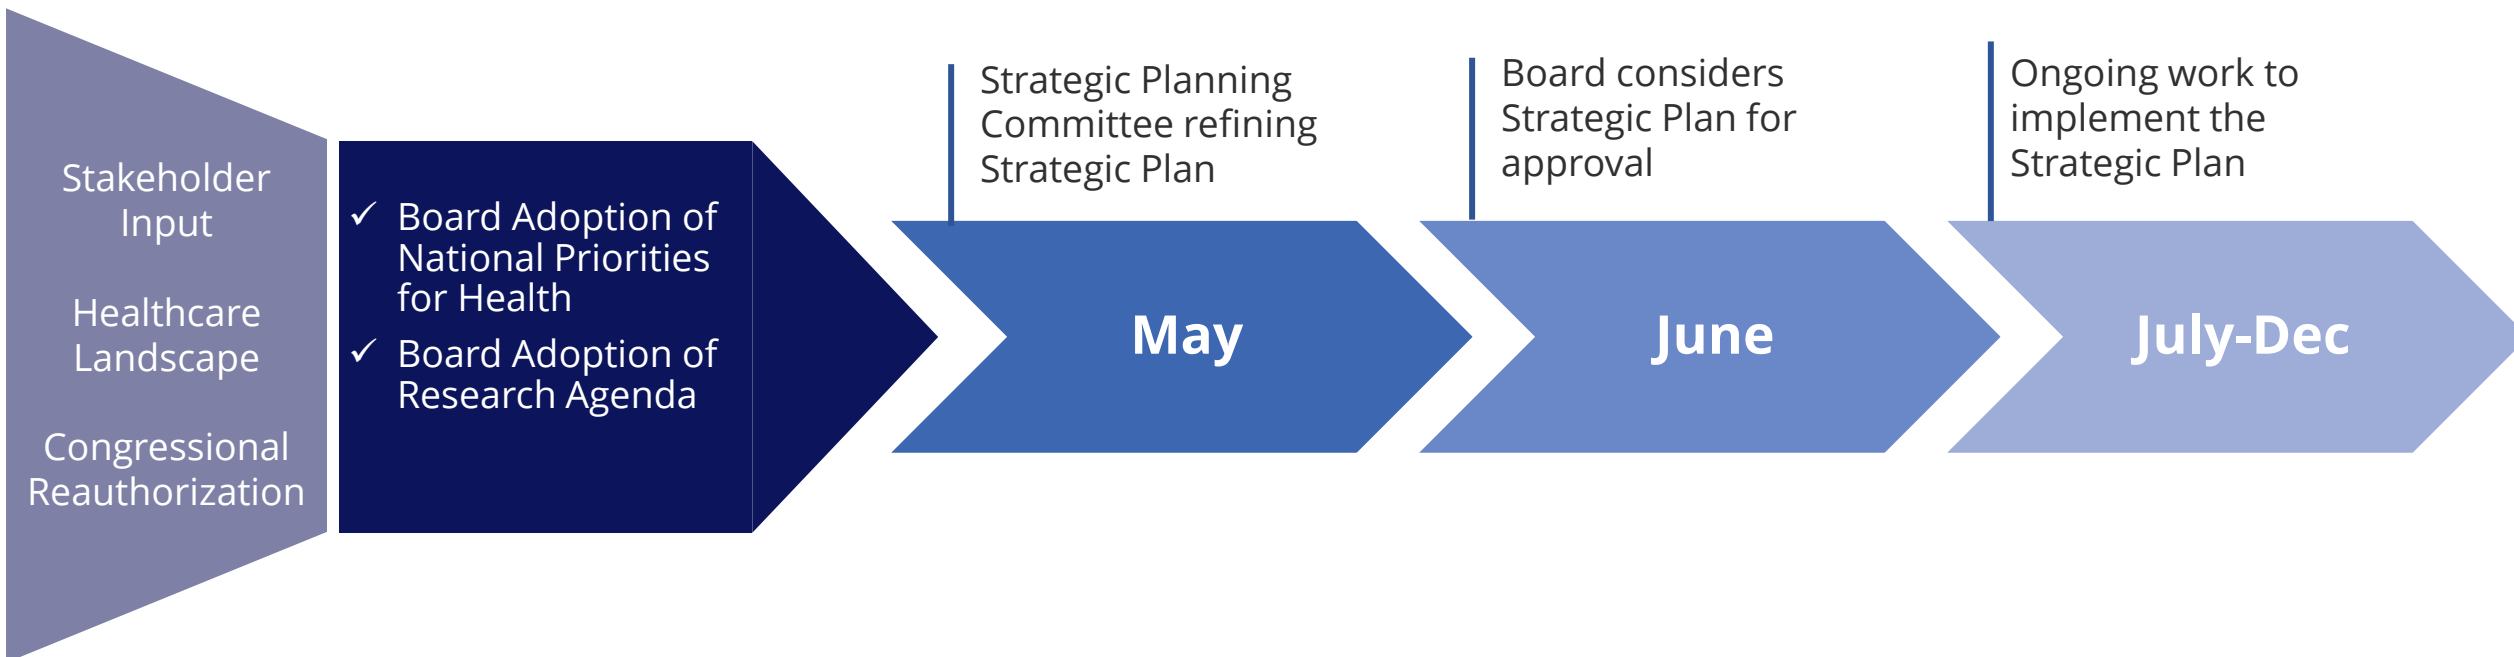 Stakeholder
Input
Healthcare
Landscape
Congressional
Reauthorization
✓ Board Adoption of
National Priorities
for Health
✓ Board Adoption of
Research Agenda
Strategic Planning
Committee refining
Strategic Plan
May
Board considers
Strategic Plan for
approval
June
Ongoing work to
implement the
Strategic Plan
July-Dec